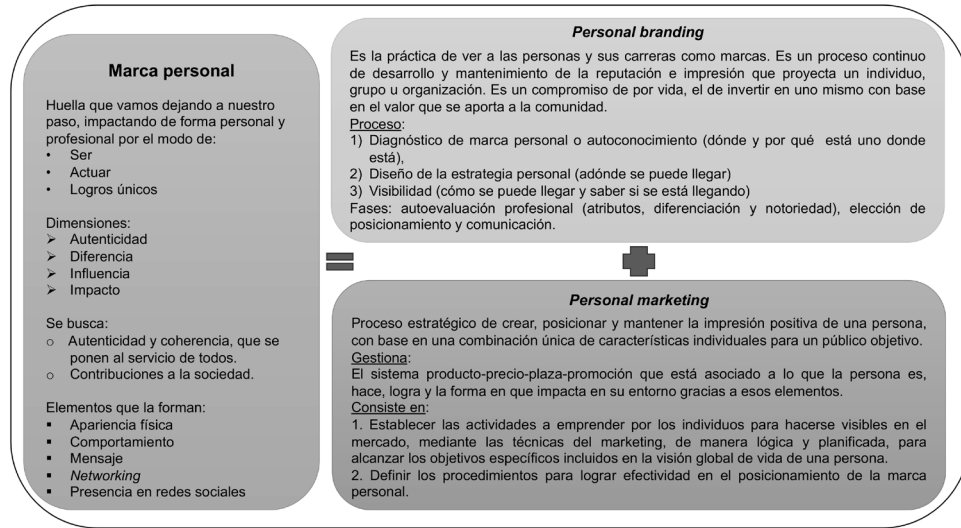 Marca personal
Huella que vamos dejando a nuestro
paso, impactando de forma personal y
profesional por el modo de:
• Ser
• Actuar
• Logros únicos
Dimensiones:
➢ Autenticidad
➢ Diferencia
➢ Influencia
➢ Impacto
Se busca:
o Autenticidad y coherencia, que se
ponen al servicio de todos.
o Contribuciones a la sociedad.
Elementos que la forman:
▪ Apariencia física
▪ Comportamiento
▪ Mensaje
▪ Networking
▪ Presencia en redes sociales
=
Personal branding
Es la práctica de ver a las personas y sus carreras como marcas. Es un proceso continuo
de desarrollo y mantenimiento de la reputación e impresión que proyecta un individuo,
grupo u organización. Es un compromiso de por vida, el de invertir en uno mismo con base
en el valor que se aporta a la comunidad.
Proceso:
1) Diagnóstico de marca personal o autoconocimiento (dónde y por qué está uno donde
está),
2) Diseño de la estrategia personal (adónde se puede llegar)
3) Visibilidad (cómo se puede llegar y saber si se está llegando)
Fases: autoevaluación profesional (atributos, diferenciación y notoriedad), elección de
posicionamiento y comunicación.
+
Personal marketing
Proceso estratégico de crear, posicionar y mantener la impresión positiva de una persona,
con base en una combinación única de características individuales para un público objetivo.
Gestiona:
El sistema producto-precio-plaza-promoción que está asociado a lo que la persona es,
hace, logra y la forma en que impacta en su entorno gracias a esos elementos.
Consiste en:
1. Establecer las actividades a emprender por los individuos para hacerse visibles en el
mercado, mediante las técnicas del marketing, de manera lógica y planificada, para
alcanzar los objetivos específicos incluidos en la visión global de vida de una persona.
2. Definir los procedimientos para lograr efectividad en el posicionamiento de la marca
personal.